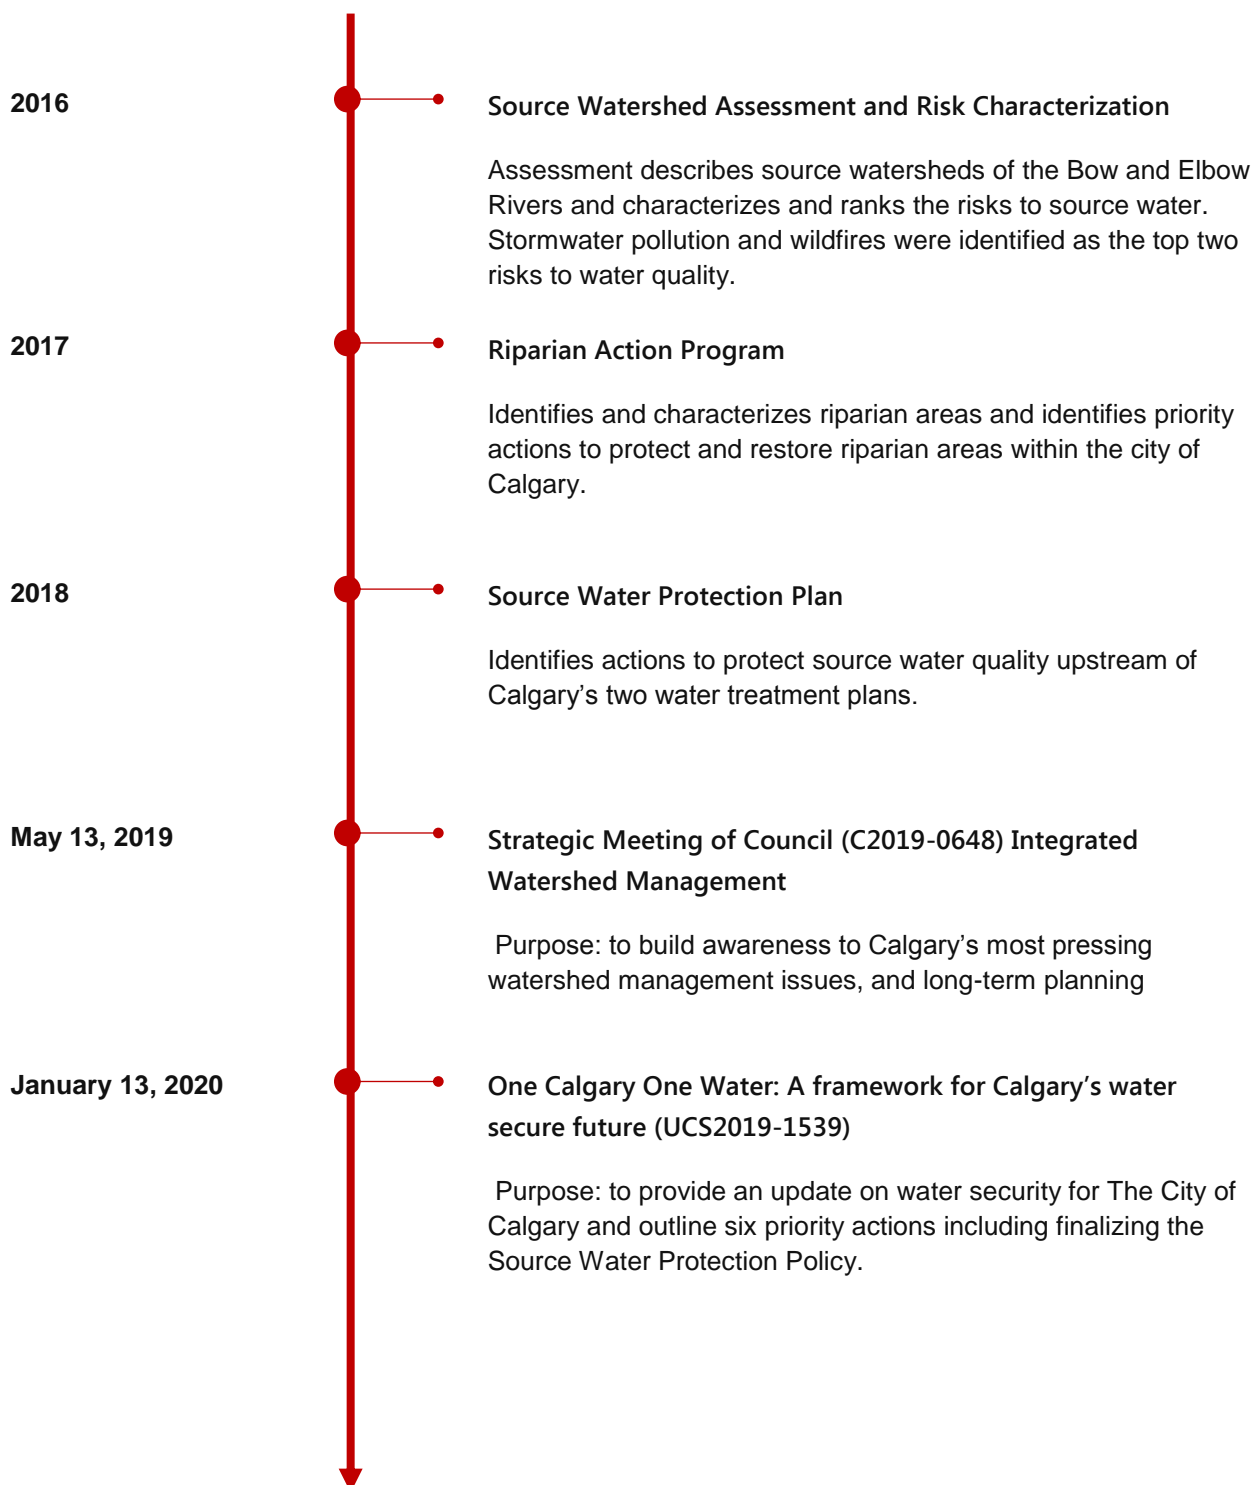 2016
Source Watershed Assessment and Risk Characterization
Assessment describes source watersheds of the Bow and Elbow
Rivers and characterizes and ranks the risks to source water.
Stormwater pollution and wildfires were identified as the top two
risks to water quality.
2017
Riparian Action Program
Identifies and characterizes riparian areas and identifies priority
actions to protect and restore riparian areas within the city of
Calgary.
2018
Source Water Protection Plan
Identifies actions to protect source water quality upstream of
Calgary’s two water treatment plans.
May 13, 2019
Strategic Meeting of Council (C2019-0648) Integrated
Watershed Management
Purpose: to build awareness to Calgary’s most pressing
watershed management issues, and long-term planning
January 13, 2020
One Calgary One Water: A framework for Calgary’s water
secure future (UCS2019-1539)
Purpose: to provide an update on water security for The City of
Calgary and outline six priority actions including finalizing the
Source Water Protection Policy.